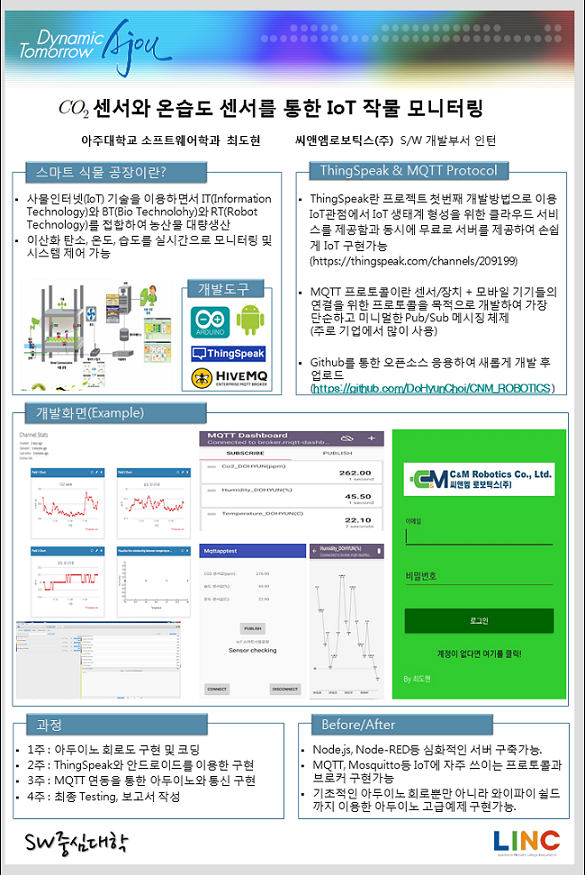 Dynamic
Tomorrow Ajou
CO2 센서와 온습도 센서를 통한 IoT 작물 모니터링
아주대학교 소프트웨어학과 최도현 씨앤엠로보틱스(주) S/W 개발부서 인턴
스마트 식물 공장이란?
▪ 사물인터넷(IoT) 기술을 이용하면서 IT(Information
Technology)와 BT(Bio Technolohy)와 RT(Robot
Technology)를 접합하여 농산물 대량생산
▪ 이산화 탄소, 온도, 습도를 실시간으로 모니터링 및
시스템 제어 가능
개발도구
ARDUINO
ThingSpeak
HIVEMQ
ENTERPRISE MQTT BROKER
ThingSpeak & MQTT Protocol
▪ ThingSpeak란 프로젝트 첫번째 개발방법으로 이용
IoT관점에서 IoT 생태계 형성을 위한 클라우드 서비
스를 제공함과 동시에 무료로 서버를 제공하여 손쉽
게 IoT 구현가능
(https://thingspeak.com/channels/209199)
▪ MQTT 프로토콜이란 센서/장치 + 모바일 기기들의
연결을 위한 프로토콜을 목적으로 개발하여 가장
단순하고 미니멀한 Pub/Sub 메시징 체제
(주로 기업에서 많이 사용)
▪ Github를 통한 오픈소스 응용하여 새롭게 개발 후
업로드
(https://github.com/DoHyunChoi/CNM_ROBOTICS)
개발화면(Example)
Channel Stats
MQTT Dashboard
Connected to broker.mqtt-dashb...
SUBSCRIBE PUBLISH
Co2_DOHYUN(ppm)
262.00
1 second
Humidity_DOHYUN(%)
45.50
1 second
Temperature_DOHYUN(C)
22.10
2 seconds
Mqttapptest
PUBLISH
Sensor checking
CONNECT DISCONNECT
Humidity_DOHYUN(%)
C&M Robotics Co., Ltd.
씨앤엠 로보틱스(주)
이메일
비밀번호
로그인
계정이 없다면 여기를 클릭!
By 최도현
과정
▪ 1주 : 아두이노 회로도 구현 및 코딩
▪ 2주 : ThingSpeak와 안드로이드를 이용한 구현
▪ 3주 : MQTT 연동을 통한 아두이노와 통신 구현
▪ 4주 : 최종 Testing, 보고서 작성
Before/After
▪ Node.js, Node-RED등 심화적인 서버 구축가능.
▪ MQTT, Mosquitto등 IoT에 자주 쓰이는 프로토콜과
브로커 구현가능
▪ 기초적인 아두이노 회로뿐만 아니라 와이파이 쉴드
까지 이용한 아두이노 고급예제 구현가능.
SW중심대학
LINC